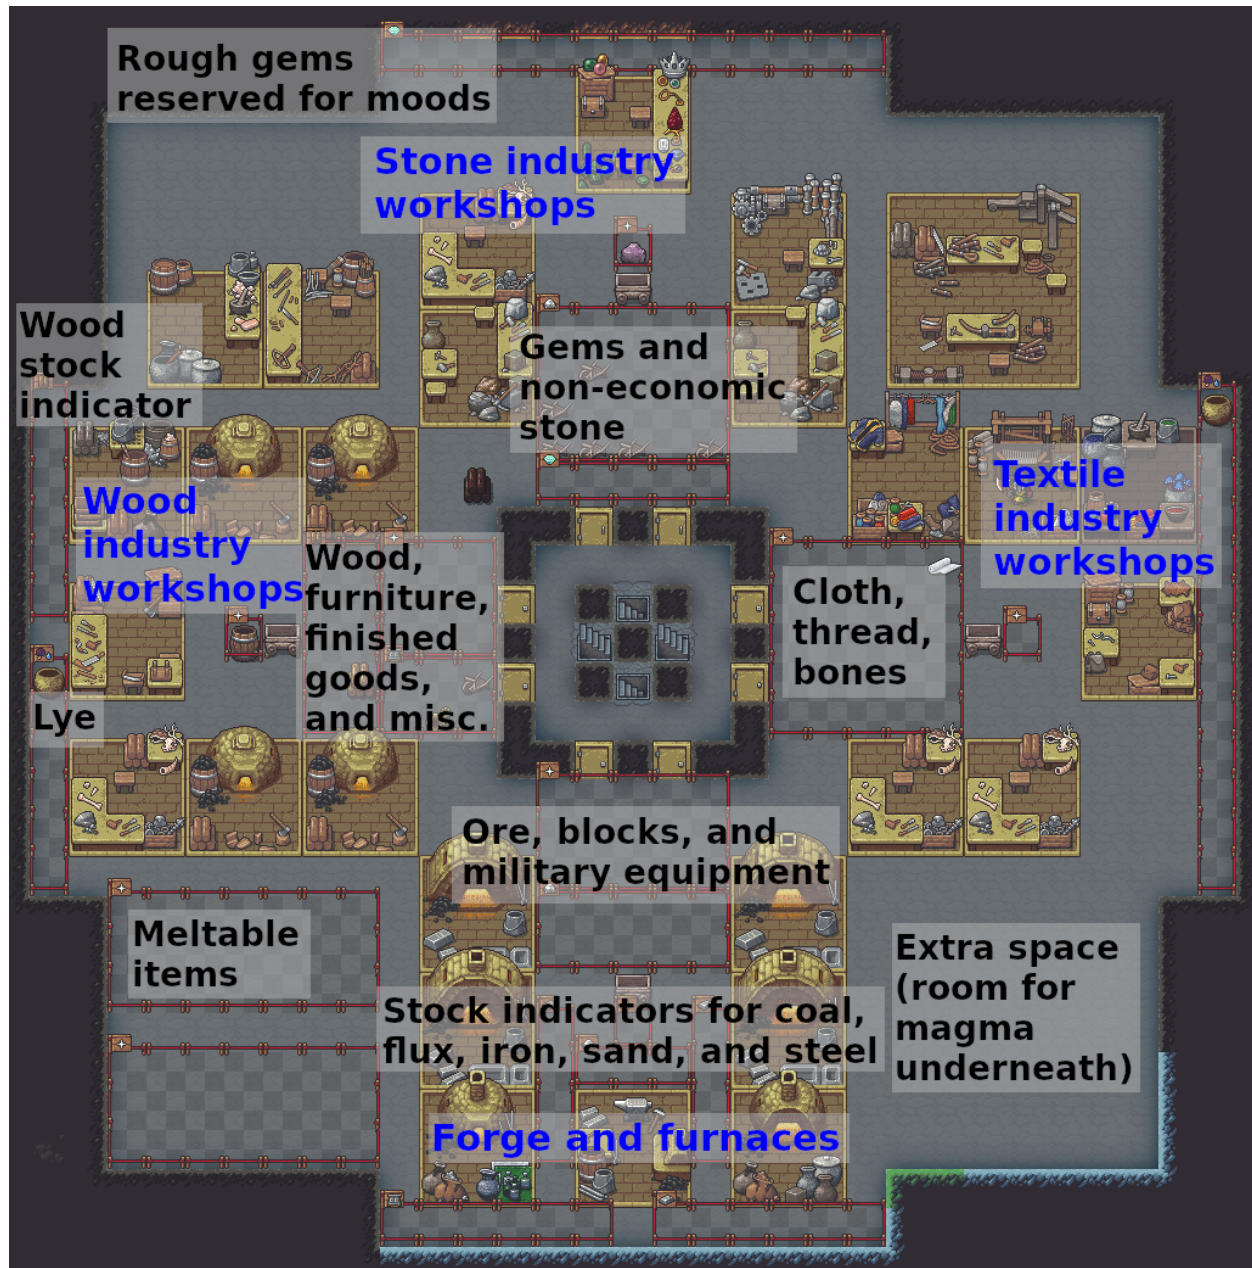 Rough gems
reserved for moods
Stone industry
workshops
Wood
stock
indicator
Gems and
non-economic
stone
Wood
industry
workshops
Textile
industry
workshops
Wood,
furniture,
finished
goods,
and misc.
Cloth,
thread,
bones
Lye
Ore, blocks, and
military equipment
Meltable
items
Extra space
(room for
magma
underneath)
Stock indicators for coal,
flux, iron, sand, and steel
Forge and furnaces